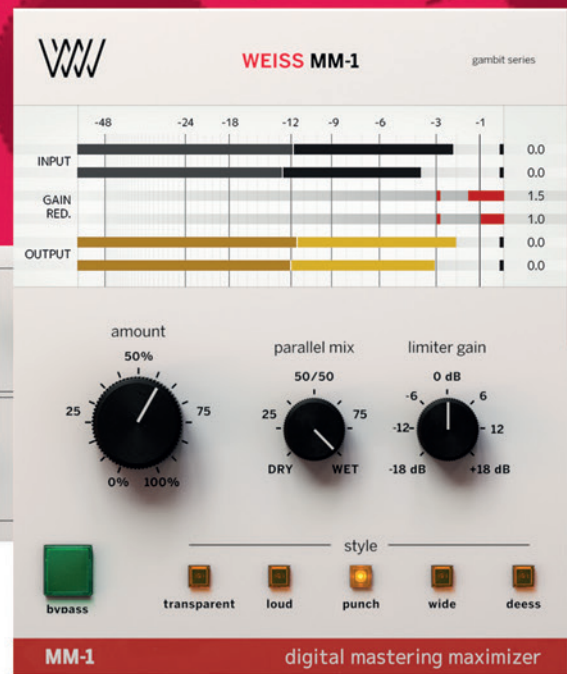 WEISS MM-1
gambit series
-48 -24 -18 -12 -9 -6 -3 -1
INPUT
0.0
0.0
GAIN
RED.
1.5
1.0
OUTPUT
0.0
0.0
amount
50%
25 75
0% 100%
parallel mix
50/50
25 75
DRY WET
limiter gain
0 dB
-6 6
-12 12
-18 dB +18 dB
style
bypass
transparent loud punch wide deess
MM-1 digital mastering maximizer